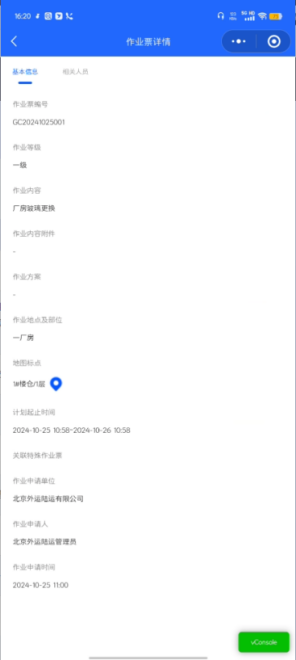 16:20
作业票详情
基本信息 相关人员
作业票编号
GC20241025001
作业等级
一级
作业内容
厂房玻璃更换
作业内容附件
-
作业方案
-
作业地点及部位
一厂房
地图标点
1#楼仓/1层
计划起止时间
2024-10-25 10:58~2024-10-26 10:58
关联特殊作业票
作业申请单位
北京外运陆运有限公司
作业申请人
北京外运陆运管理员
作业申请时间
2024-10-25 11:00
vConsole